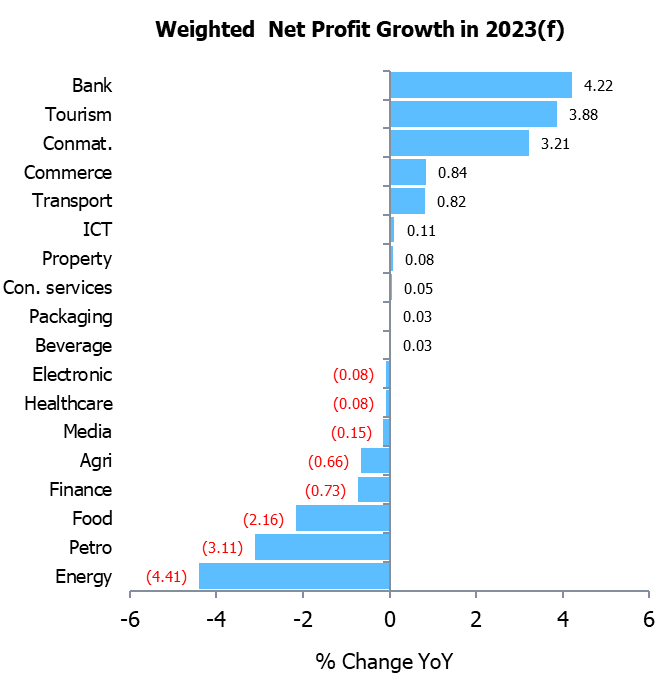 Weighted  Net Profit Growth in 2023(f)
Bank 4.22
Tourism 3.88
Conmat. 3.21
Commerce 0.84
Transport 0.82
ICT 0.11
Property 0.08
Con. services 0.05
Packaging 0.03
Beverage 0.03
Electronic (0.08)
Healthcare (0.08)
Media (0.15)
Agri (0.66)
Finance (0.73)
Food (2.16)
Petro (3.11)
Energy (4.41)
-6 -4 -2 0 2 4 6
% Change YoY